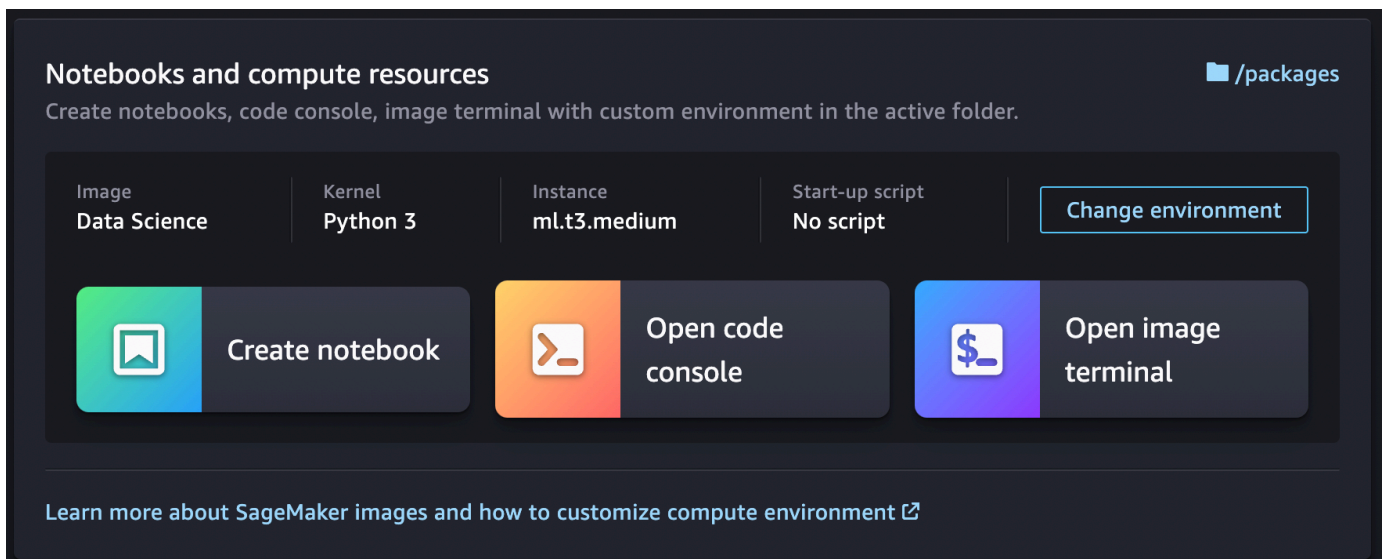 Notebooks and compute resources
/packages
Create notebooks, code console, image terminal with custom environment in the active folder.
Image
Data Science
Kernel
Python 3
Instance
ml.t3.medium
Start-up script
No script
Change environment
Create notebook
Open code
console
$_
Open image
terminal
Learn more about SageMaker images and how to customize compute environment